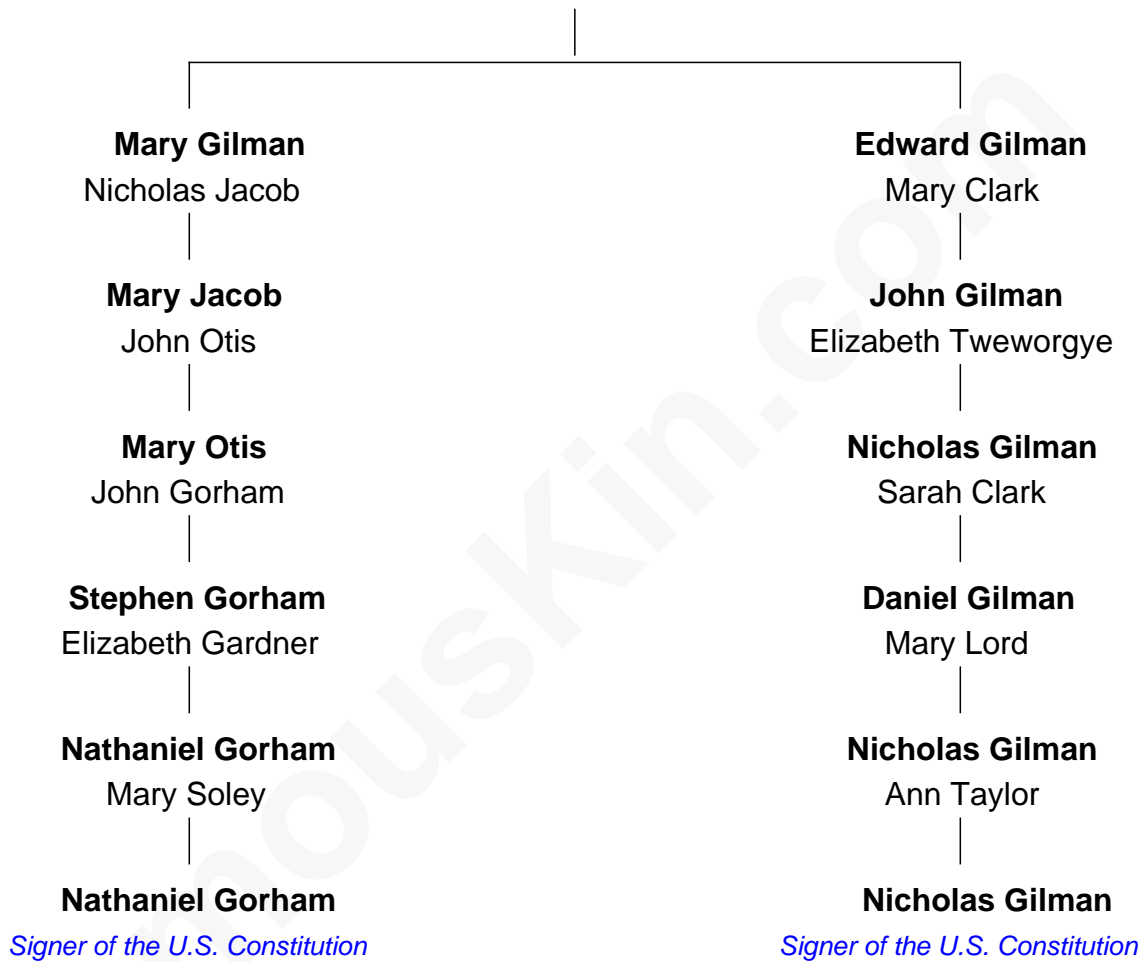 Mary Gilman
Nicholas Jacob
Edward Gilman
Mary Clark
Mary Jacob
John Otis
John Gilman
Elizabeth Tweworgye
Mary Otis
John Gorham
Nicholas Gilman
Sarah Clark
Stephen Gorham
Elizabeth Gardner
Daniel Gilman
Mary Lord
Nathaniel Gorham
Mary Soley
Nicholas Gilman
Ann Taylor
Nathaniel Gorham
Signer of the U.S. Constitution
Nicholas Gilman
Signer of the U.S. Constitution
mousKin.com